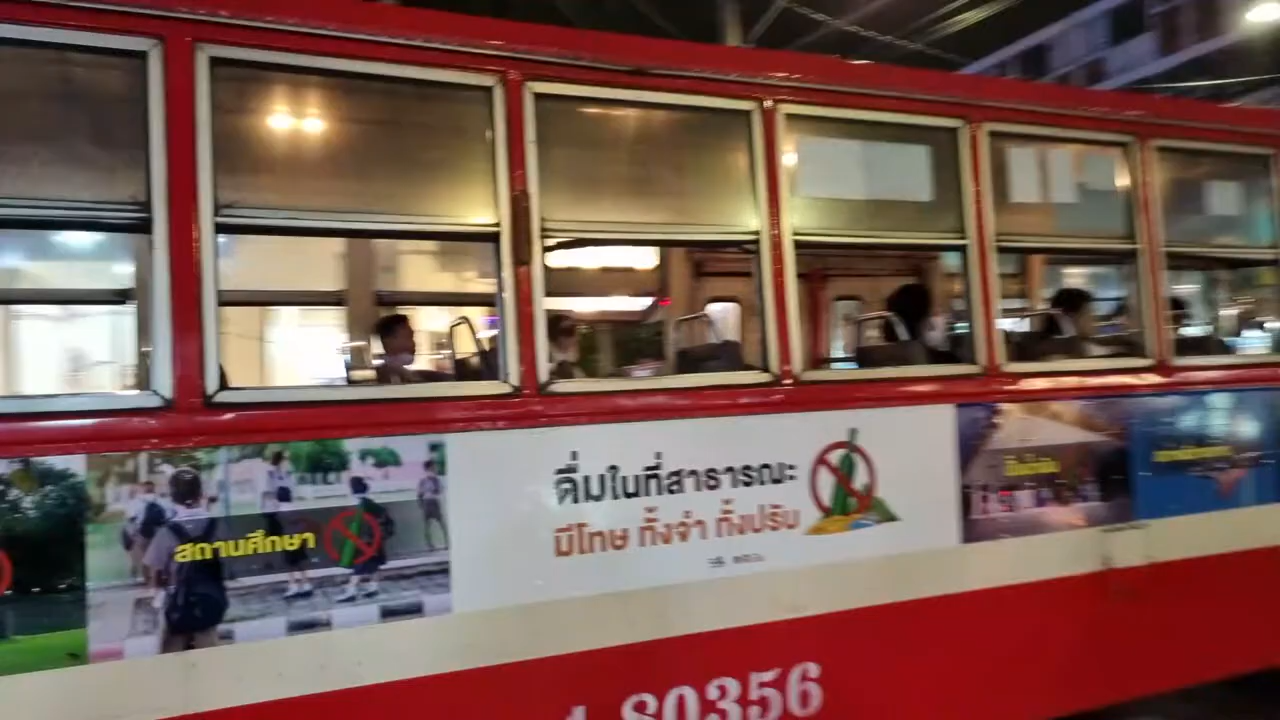 สถานศึกษา
ดื่มในที่สาธารณะ
มีโทษ ทั้งจำ ทั้งปรับ
80356